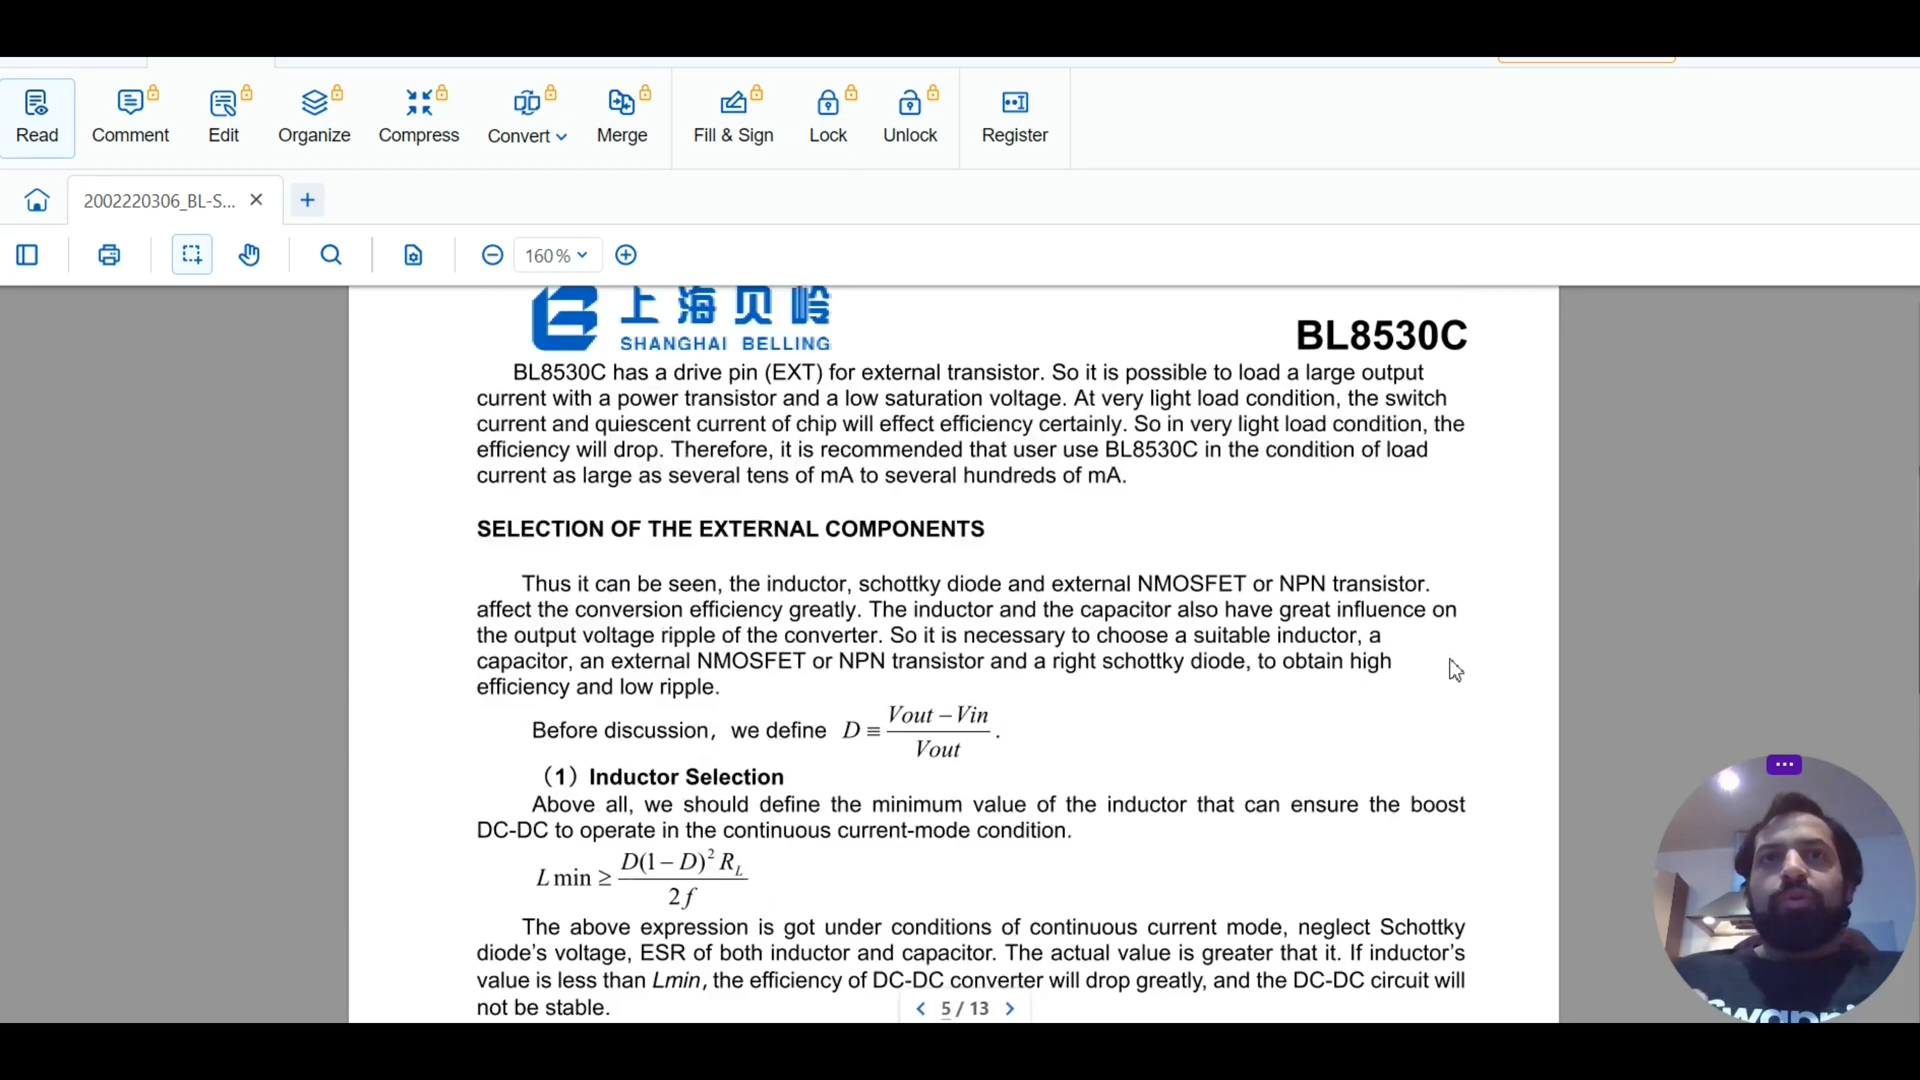 Read
Comment
Edit
Organize
Compress
Convert
Merge
Fill & Sign
Lock
Unlock
Register
2002220306_BL-S...
160%
上海贝岭
SHANGHAI BELLING
BL8530C
BL8530C has a drive pin (EXT) for external transistor. So it is possible to load a large output
current with a power transistor and a low saturation voltage. At very light load condition, the switch
current and quiescent current of chip will effect efficiency certainly. So in very light load condition, the
efficiency will drop. Therefore, it is recommended that user use BL8530C in the condition of load
current as large as several tens of mA to several hundreds of mA.
SELECTION OF THE EXTERNAL COMPONENTS
Thus it can be seen, the inductor, schottky diode and external NMOSFET or NPN transistor.
affect the conversion efficiency greatly. The inductor and the capacitor also have great influence on
the output voltage ripple of the converter. So it is necessary to choose a suitable inductor, a
capacitor, an external NMOSFET or NPN transistor and a right schottky diode, to obtain high
efficiency and low ripple.
Before discussion，we define D ≡ (Vout − Vin) / Vout .
（1）Inductor Selection
Above all, we should define the minimum value of the inductor that can ensure the boost
DC-DC to operate in the continuous current-mode condition.
L min ≥ D(1 − D)² R_L / 2f
The above expression is got under conditions of continuous current mode, neglect Schottky
diode’s voltage, ESR of both inductor and capacitor. The actual value is greater that it. If inductor’s
value is less than Lmin, the efficiency of DC-DC converter will drop greatly, and the DC-DC circuit will
not be stable.
5 / 13